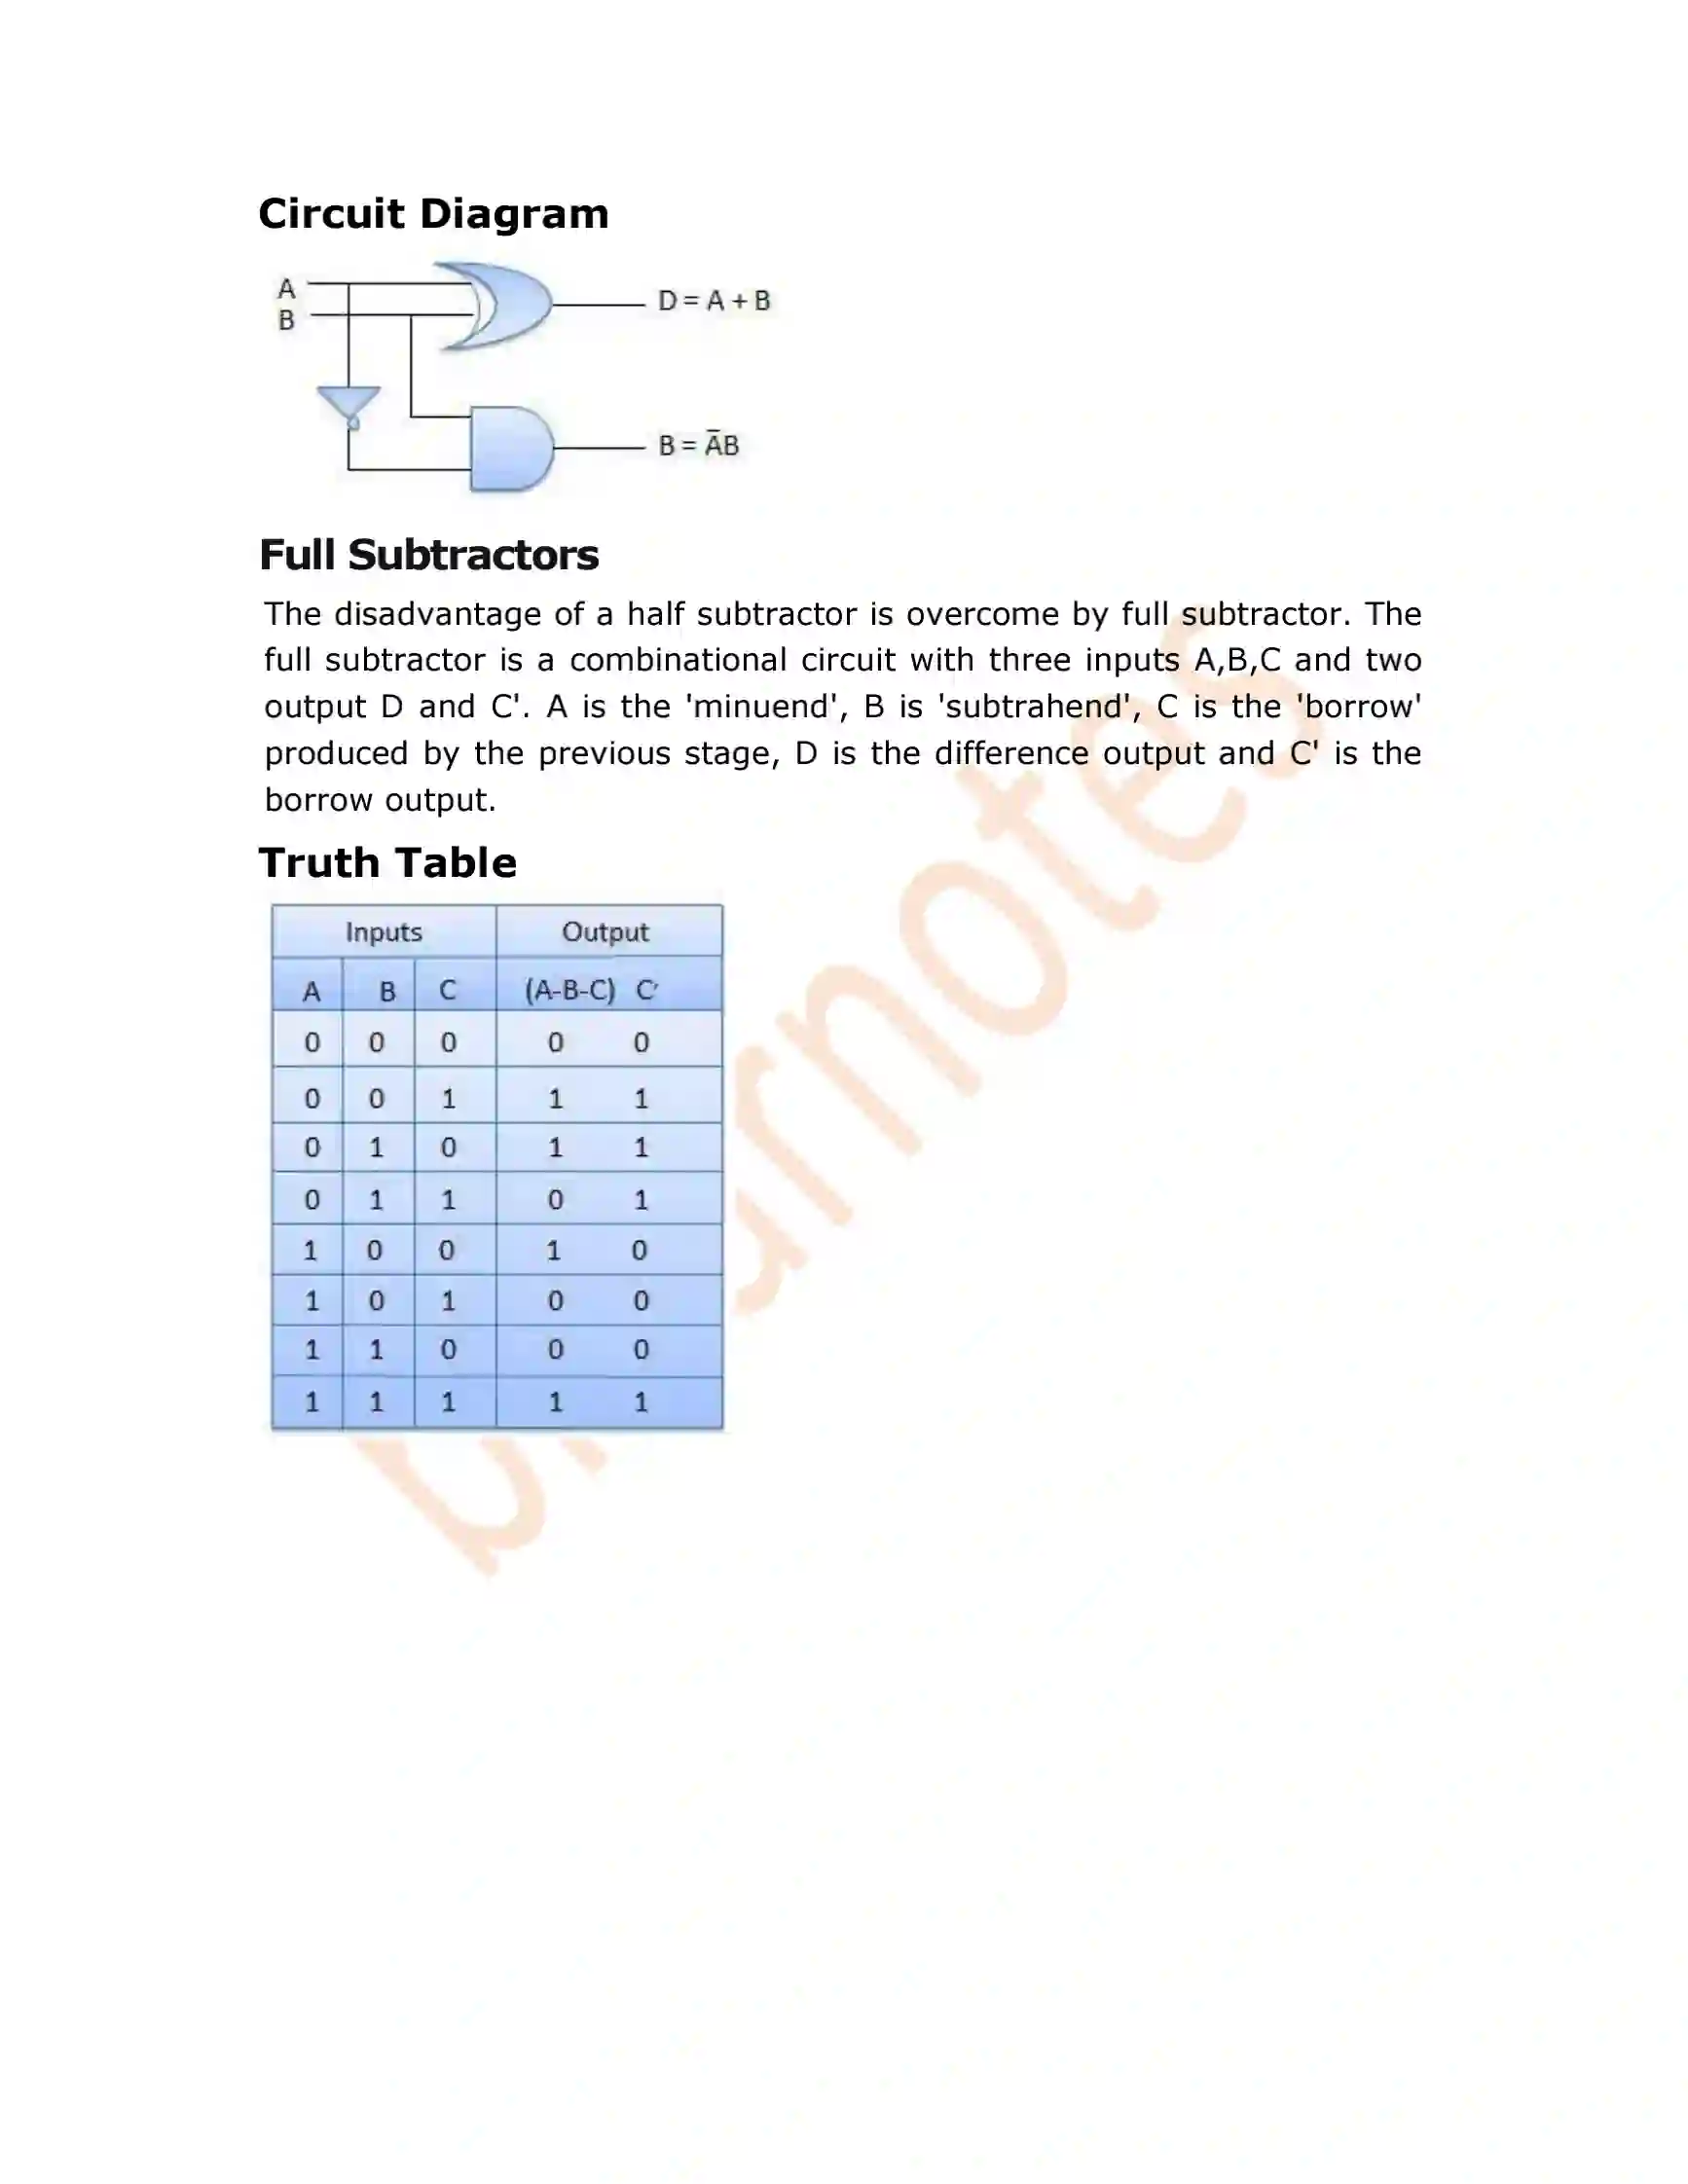 Circuit Diagram
A
B
D = A + B
B = ĀB
Full Subtractors
The disadvantage of a half subtractor is overcome by full subtractor. The
full subtractor is a combinational circuit with three inputs A,B,C and two
output D and C'. A is the 'minuend', B is 'subtrahend', C is the 'borrow'
produced by the previous stage, D is the difference output and C' is the
borrow output.
Truth Table
Inputs Output
A B C (A-B-C) C'
0 0 0 0 0
0 0 1 1 1
0 1 0 1 1
0 1 1 0 1
1 0 0 1 0
1 0 1 0 0
1 1 0 0 0
1 1 1 1 1